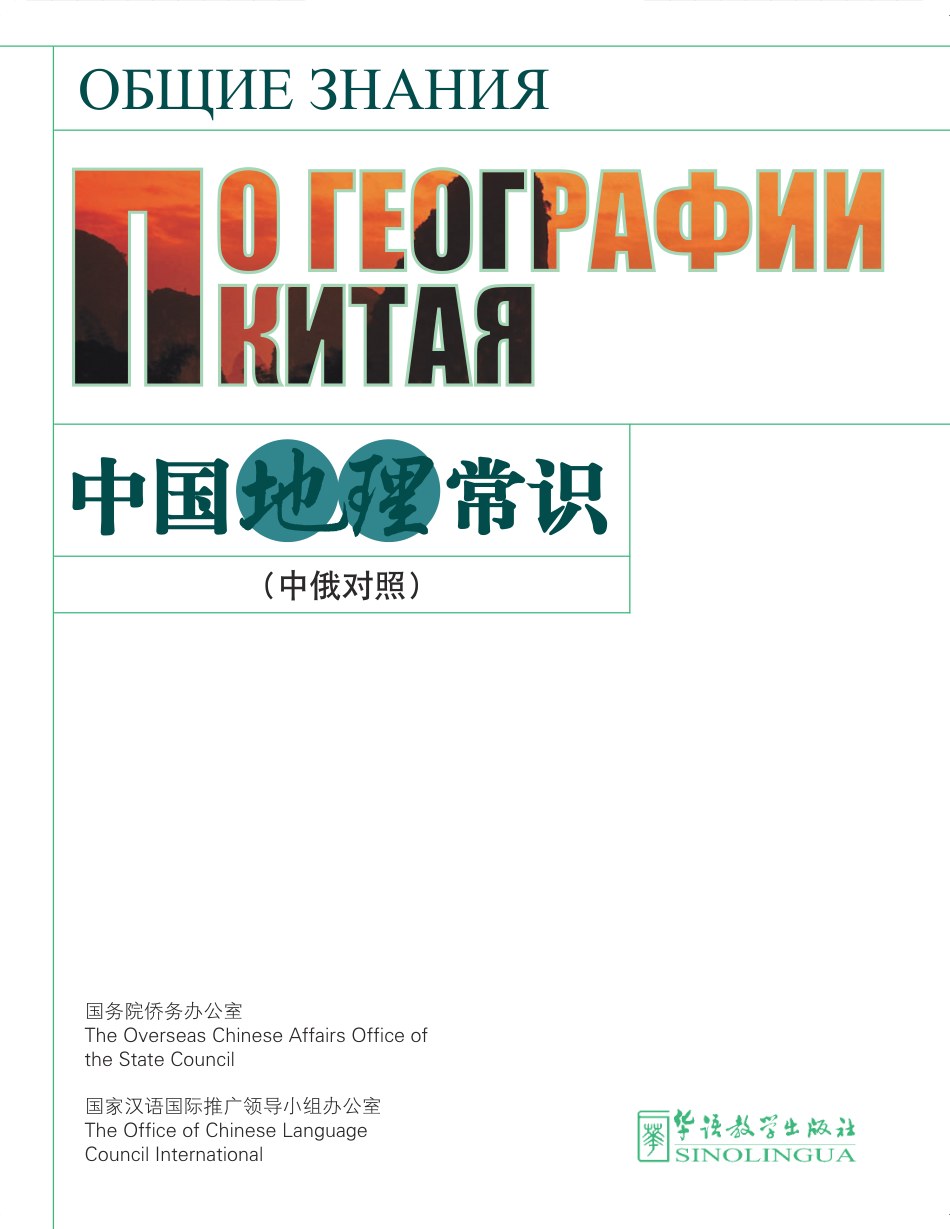 ОБЩИЕ ЗНАНИЯ
ПО ГЕОГРАФИИ
КИТАЯ
中国地理常识
（中俄对照）
国务院侨务办公室
The Overseas Chinese Affairs Office of
the State Council
国家汉语国际推广领导小组办公室
The Office of Chinese Language
Council International
华语教学出版社
SINOLINGUA